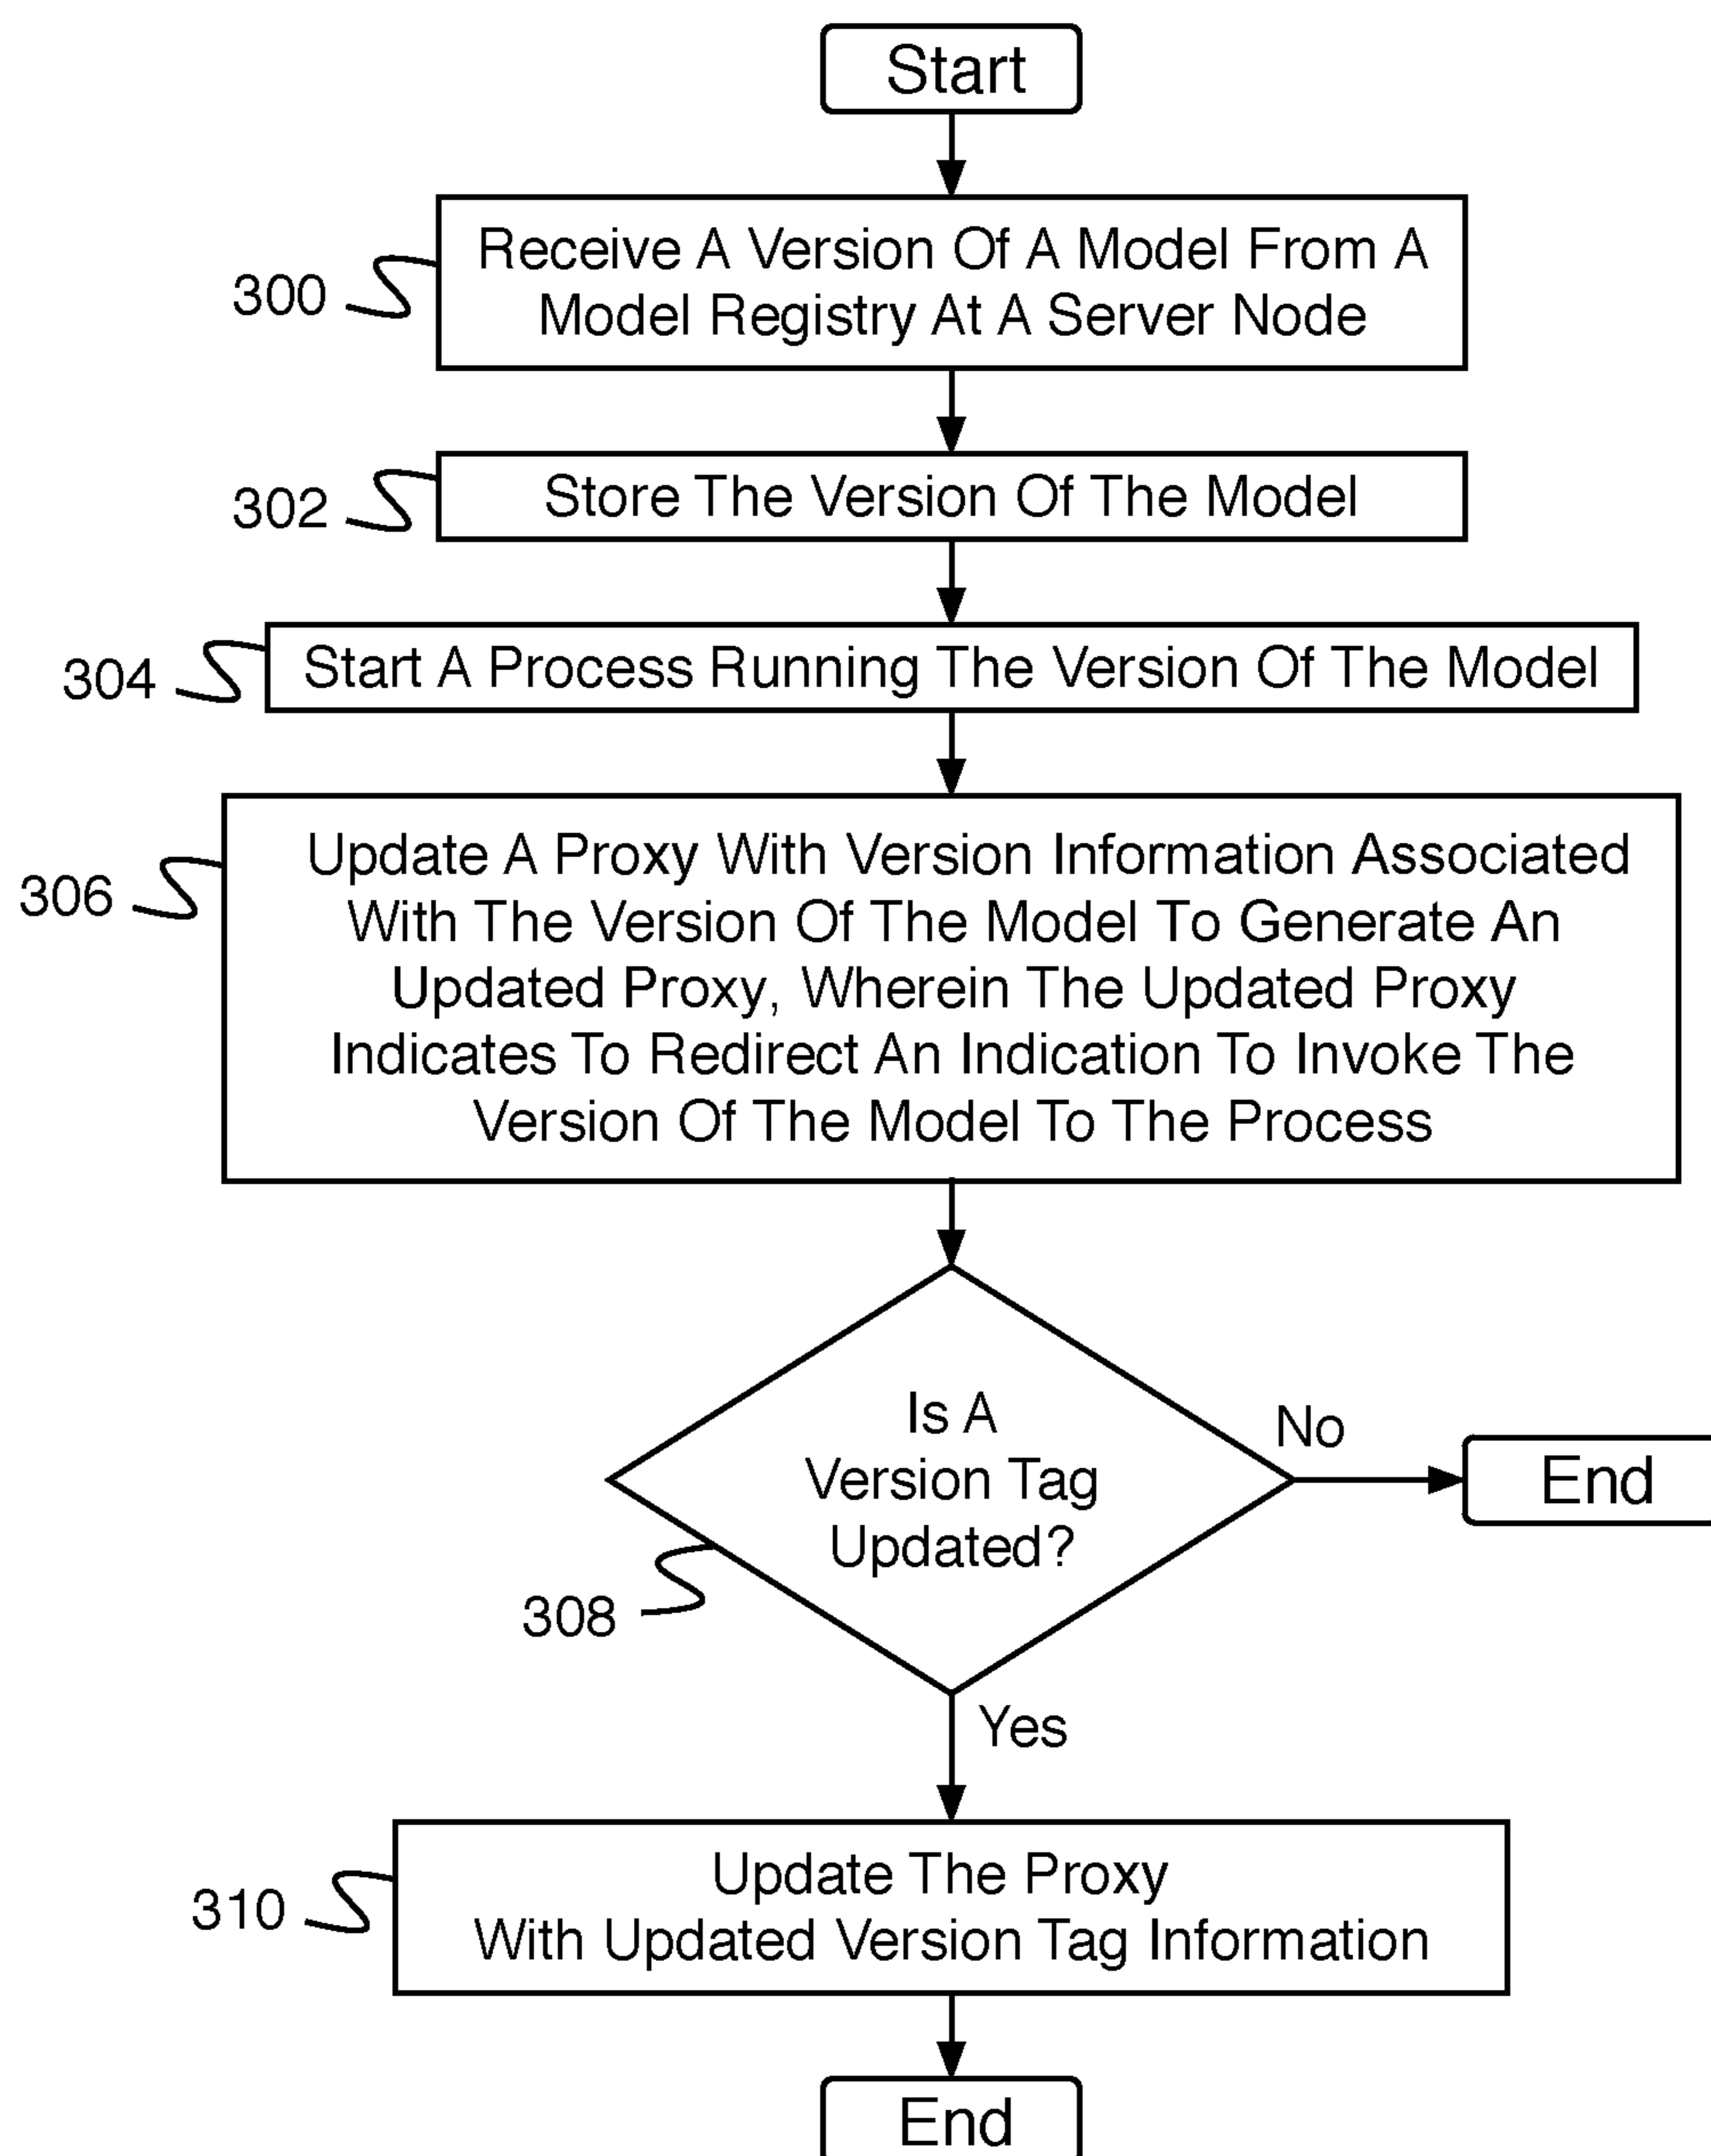 Start
300
Receive A Version Of A Model From A
Model Registry At A Server Node
302
Store The Version Of The Model
304
Start A Process Running The Version Of The Model
306
Update A Proxy With Version Information Associated
With The Version Of The Model To Generate An
Updated Proxy, Wherein The Updated Proxy
Indicates To Redirect An Indication To Invoke The
Version Of The Model To The Process
308
Is A
Version Tag
Updated?
No
End
Yes
310
Update The Proxy
With Updated Version Tag Information
End